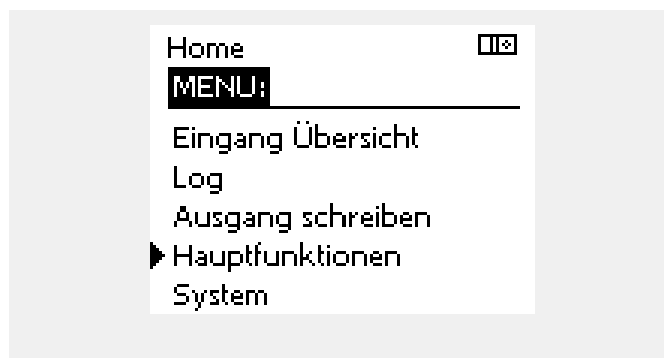 Home
MENU:
Eingang Übersicht
Log
Ausgang schreiben
Hauptfunktionen
System